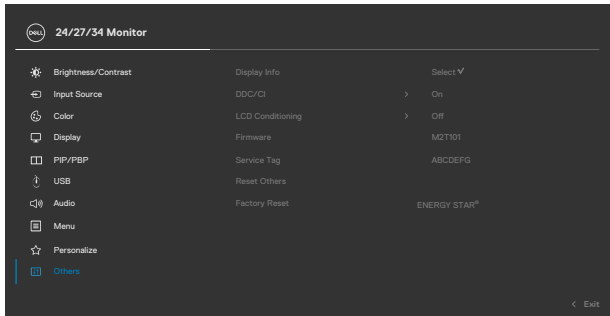 DELL 24/27/34 Monitor
Brightness/Contrast Display Info Select ✓
Input Source DDC/CI > On
Color LCD Conditioning > Off
Display Firmware M2T101
PIP/PBP Service Tag ABCDEFG
USB Reset Others
Audio Factory Reset ENERGY STAR®
Menu
Personalize
Others
< Exit